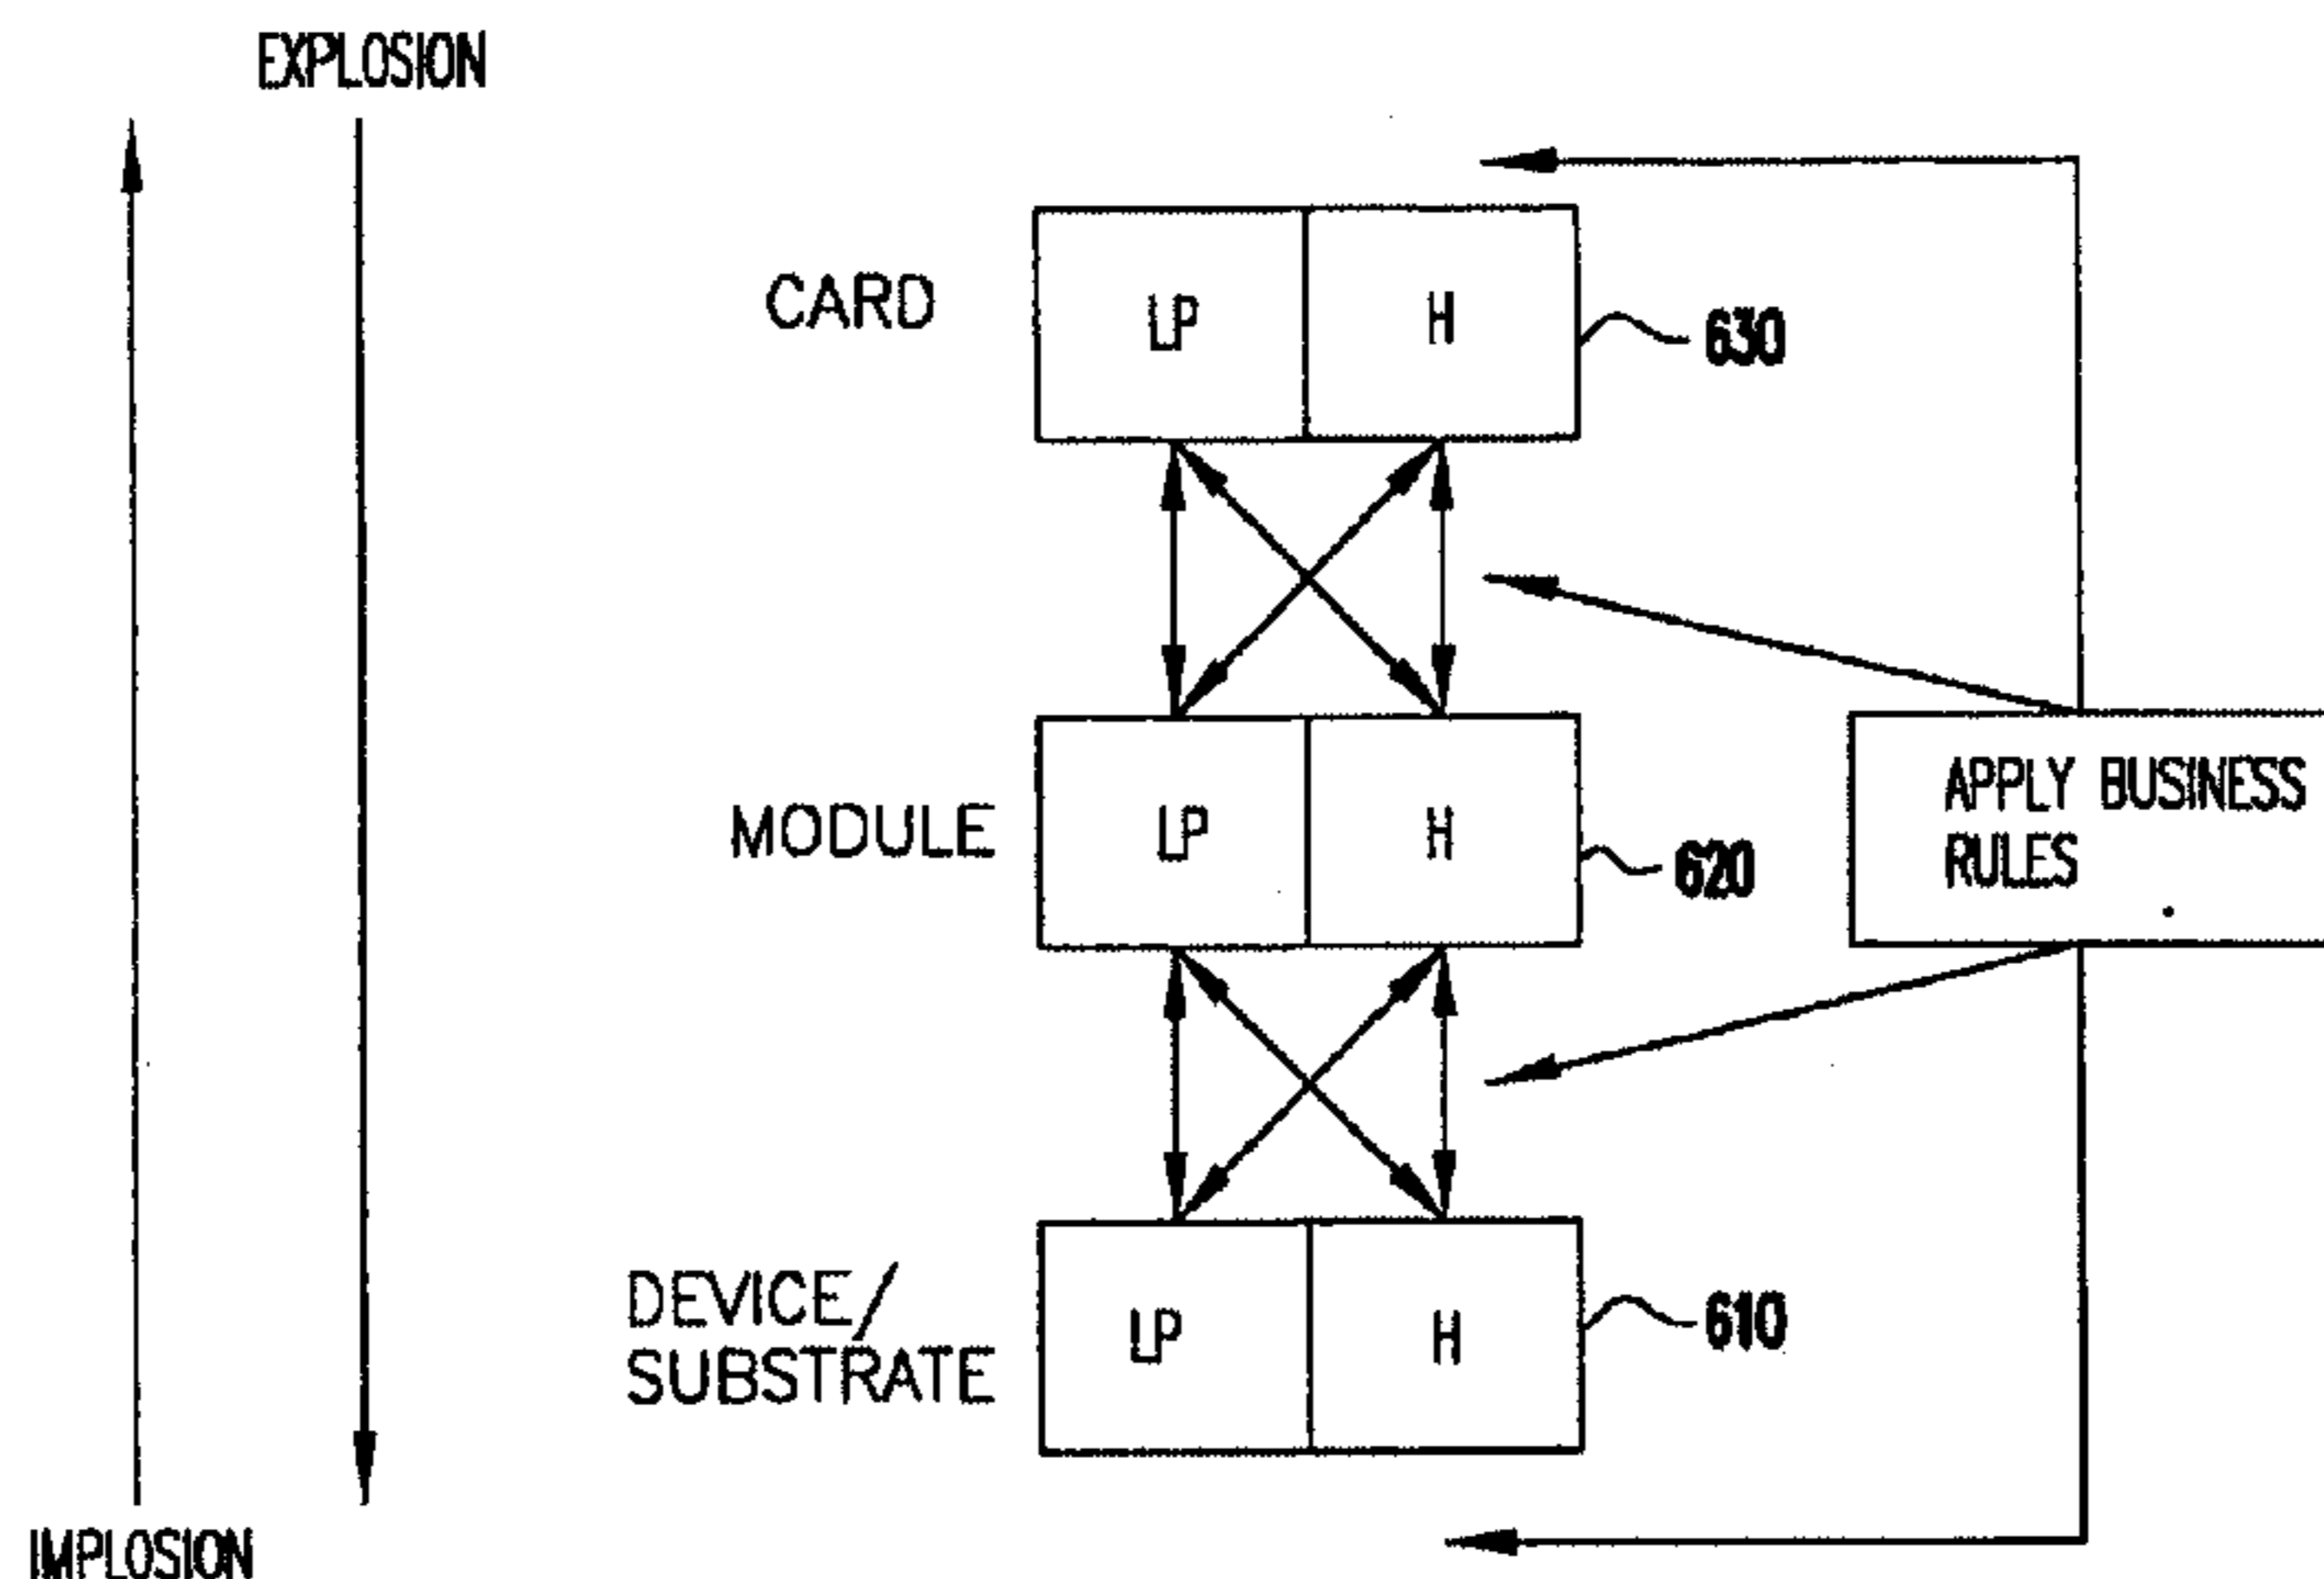 EXPLOSION
CARD
LP
H
630
MODULE
LP
H
620
APPLY BUSINESS
RULES
DEVICE/
SUBSTRATE
LP
H
610
IMPLOSION